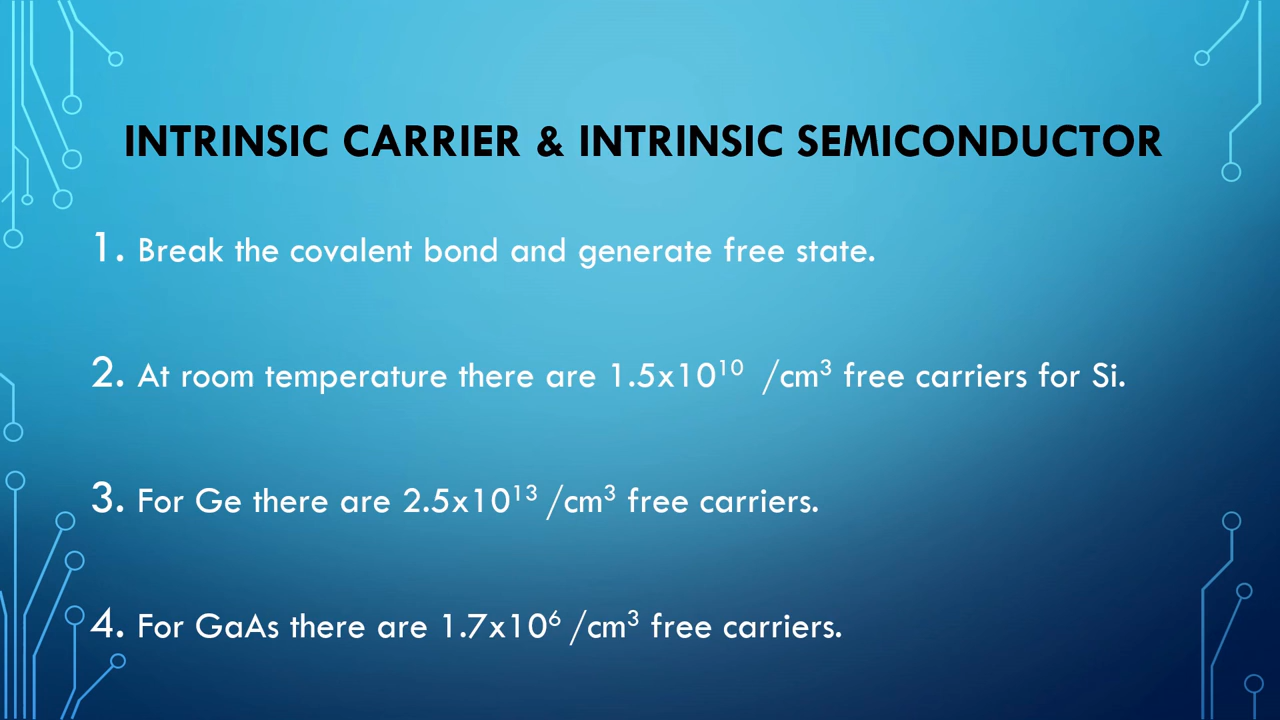 INTRINSIC CARRIER & INTRINSIC SEMICONDUCTOR
1. Break the covalent bond and generate free state.
2. At room temperature there are 1.5x10¹⁰ /cm³ free carriers for Si.
3. For Ge there are 2.5x10¹³ /cm³ free carriers.
4. For GaAs there are 1.7x10⁶ /cm³ free carriers.